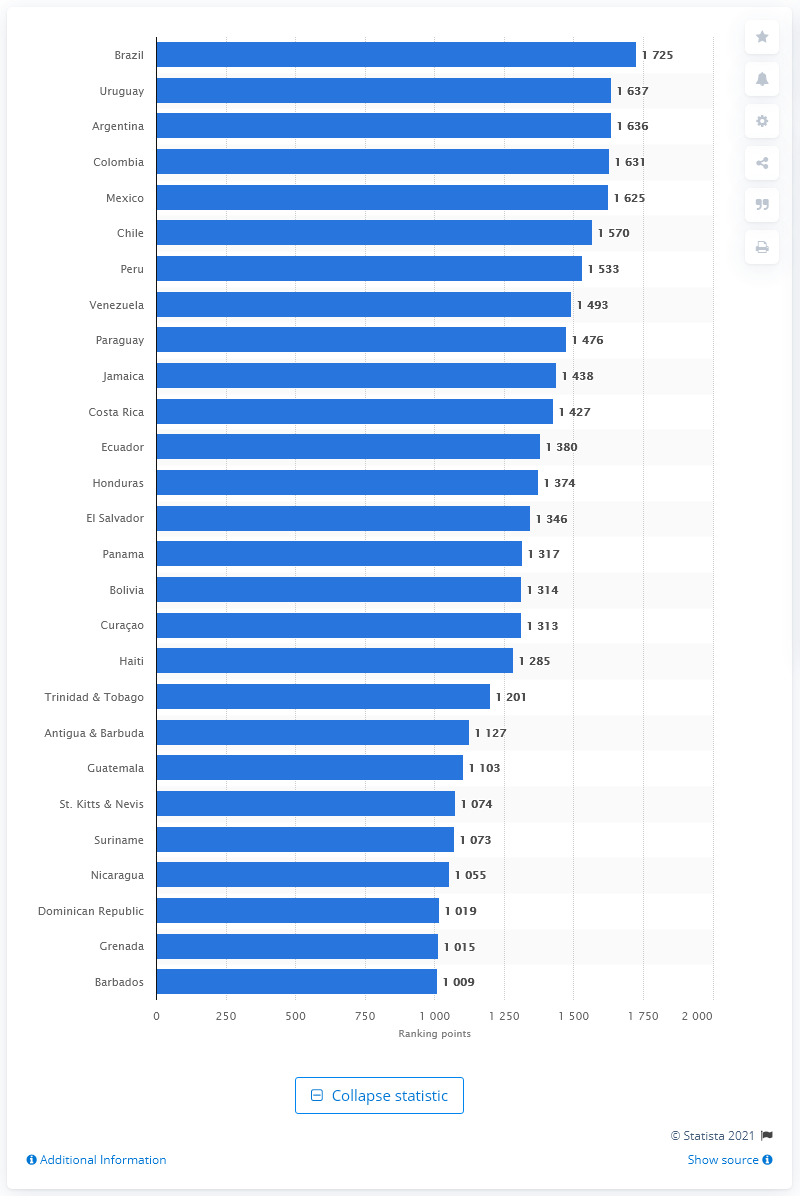 Brazil 1 725
Uruguay 1 637
Argentina 1 636
Colombia 1 631
Mexico 1 625
Chile 1 570
Peru 1 533
Venezuela 1 493
Paraguay 1 476
Jamaica 1 438
Costa Rica 1 427
Ecuador 1 380
Honduras 1 374
El Salvador 1 346
Panama 1 317
Bolivia 1 314
Curaçao 1 313
Haiti 1 285
Trinidad & Tobago 1 201
Antigua & Barbuda 1 127
Guatemala 1 103
St. Kitts & Nevis 1 074
Suriname 1 073
Nicaragua 1 055
Dominican Republic 1 019
Grenada 1 015
Barbados 1 009
0 250 500 750 1 000 1 250 1 500 1 750 2 000
Ranking points
Collapse statistic
© Statista 2021
Additional Information Show source